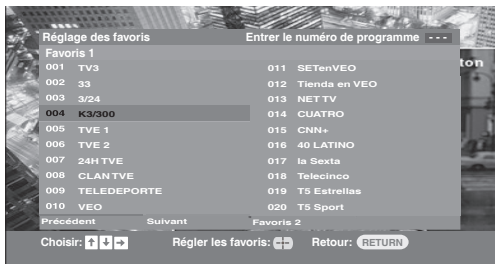 Réglage des favoris Entrer le numéro de programme ---
Favoris 1
ton
001 TV3 011 SETenVEO
002 33 012 Tienda en VEO
003 3/24 013 NET TV
004 K3/300 014 CUATRO
005 TVE 1 015 CNN+
006 TVE 2 016 40 LATINO
007 24H TVE 017 la Sexta
008 CLAN TVE 018 Telecinco
009 TELEDEPORTE 019 T5 Estrellas
010 VEO 020 T5 Sport
Précédent Suivant Favoris 2
Choisir: Régler les favoris: Retour: RETURN